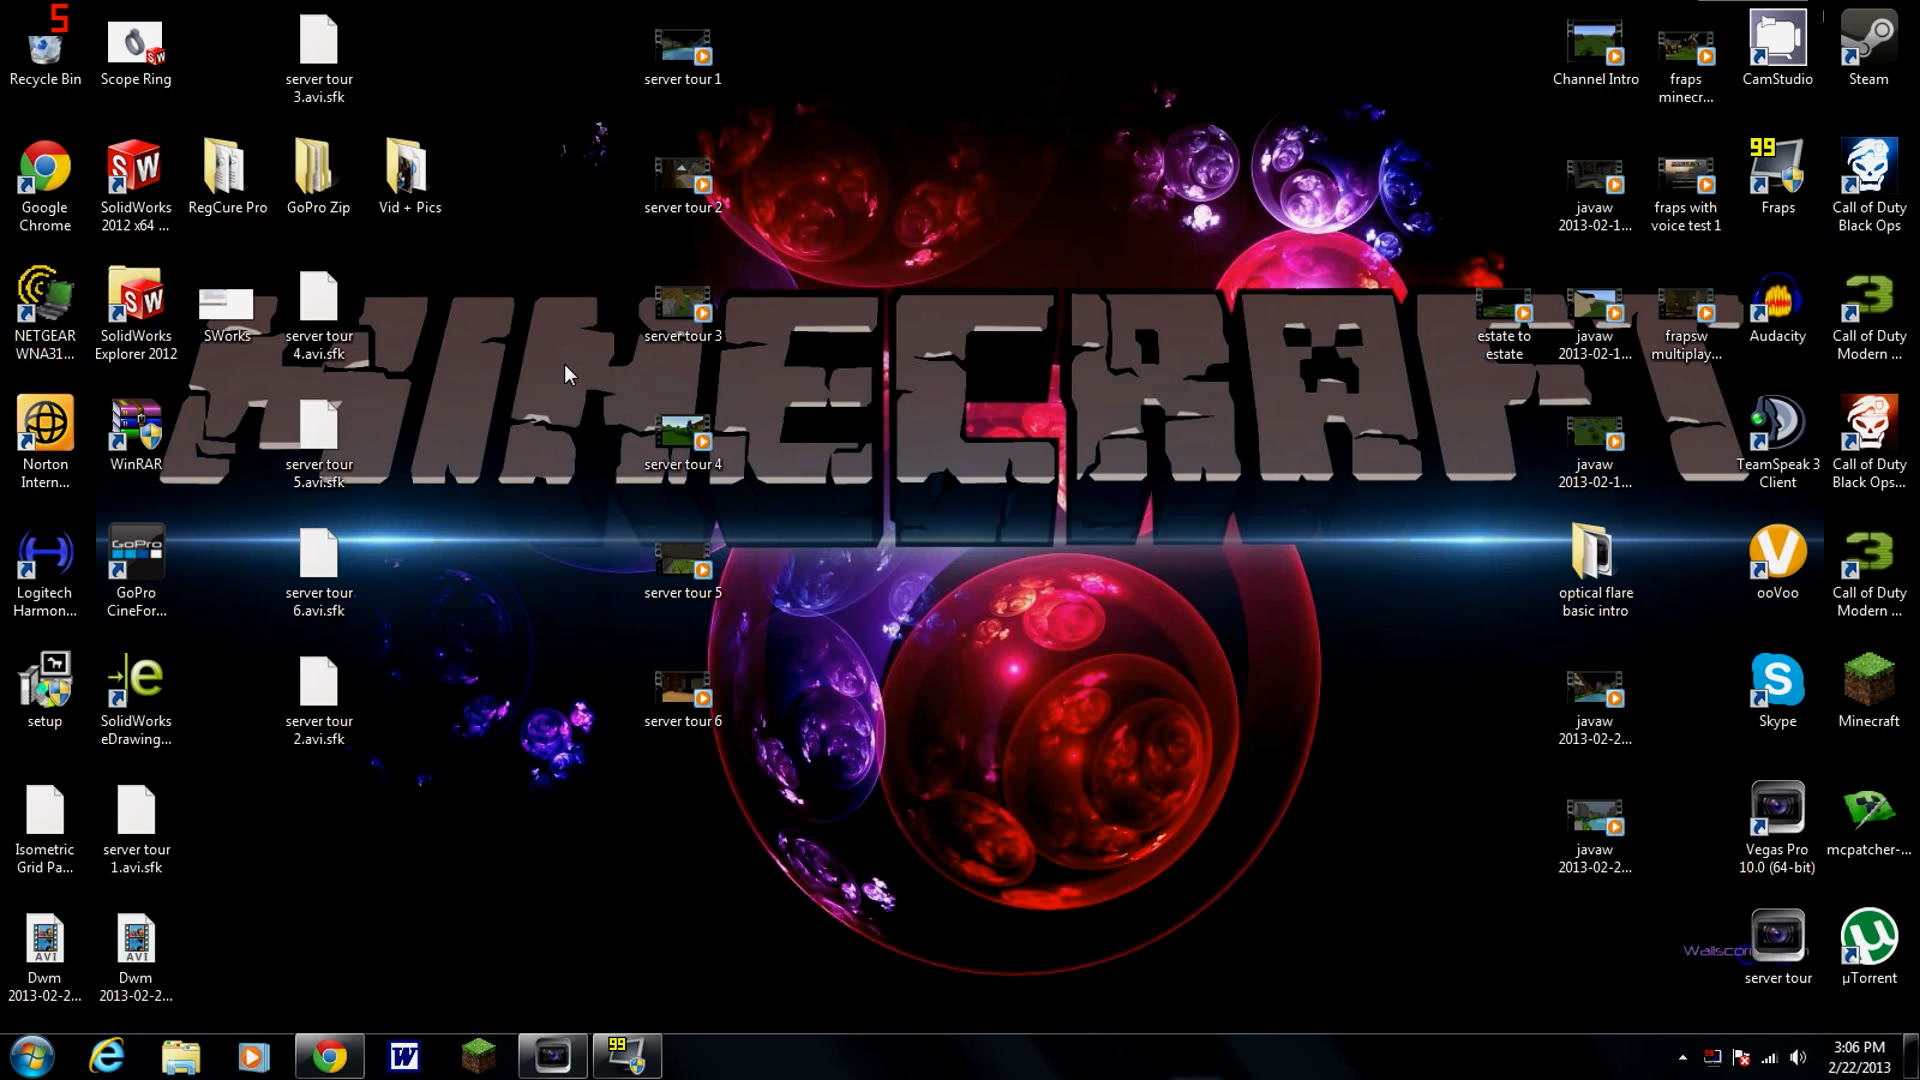 5
Recycle Bin
Scope Ring
server tour
3.avi.sfk
server tour 1
Channel Intro
fraps
minecr...
CamStudio
Steam
Google
Chrome
SolidWorks
2012 x64 ...
RegCure Pro
GoPro Zip
Vid + Pics
server tour 2
javaw
2013-02-1...
fraps with
voice test 1
99
Fraps
Call of Duty
Black Ops
NETGEAR
WNA31...
SolidWorks
Explorer 2012
SWorks
server tour
4.avi.sfk
server tour 3
estate to
estate
javaw
2013-02-1...
frapsw
multiplay...
Audacity
Call of Duty
Modern ...
MINECRAFT
Norton
Intern...
WinRAR
server tour
5.avi.sfk
server tour 4
javaw
2013-02-1...
TeamSpeak 3
Client
Call of Duty
Black Ops...
Logitech
Harmon...
GoPro
GoPro
CineFor...
server tour
6.avi.sfk
server tour 5
optical flare
basic intro
ooVoo
Call of Duty
Modern ...
setup
SolidWorks
eDrawing...
server tour
2.avi.sfk
server tour 6
javaw
2013-02-2...
Skype
Minecraft
Isometric
Grid Pa...
server tour
1.avi.sfk
javaw
2013-02-2...
Vegas Pro
10.0 (64-bit)
mcpatcher-...
AVI
Dwm
2013-02-2...
AVI
Dwm
2013-02-2...
server tour
µTorrent
99
3:06 PM
2/22/2013